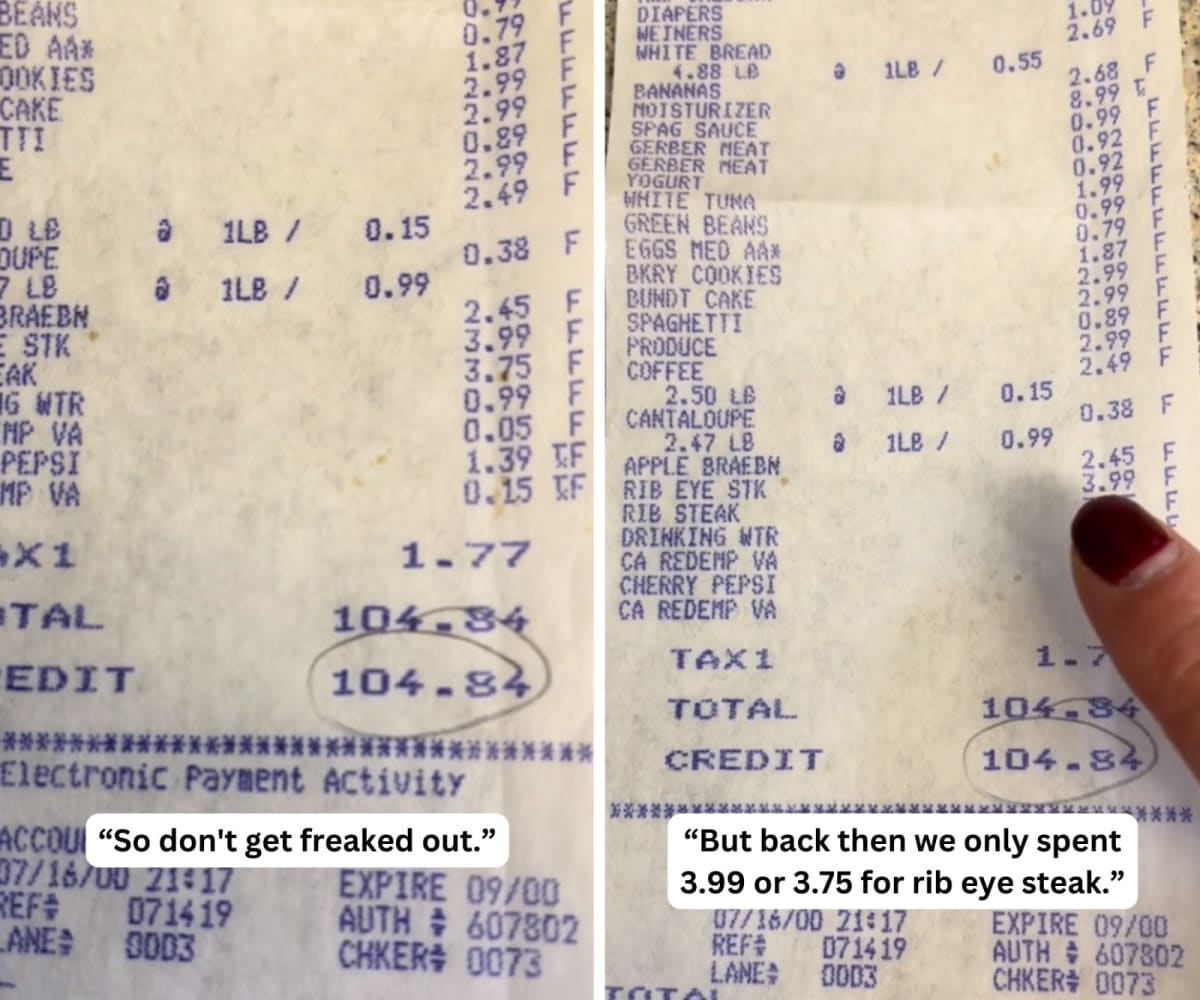 BEANS 0.79 F
ED AA* 1.87 F
OOKIES 2.99 F
CAKE 2.99 F
TTI 0.89 F
E 2.99 F
2.49 F
0 LB @ 1LB / 0.15
OUPE 0.38 F
7 LB @ 1LB / 0.99
BRAEBN 2.45 F
E STK 3.99 F
EAK 3.75 F
NG WTR 0.99 F
MP VA 0.05 F
PEPSI 1.39 TF
MP VA 0.15 TF
AX1 1.77
OTAL 104.84
EDIT 104.84
Electronic Payment Activity
ACCOU
“So don't get freaked out.”
07/16/00 21:17 EXPIRE 09/00
REF# 071419 AUTH # 607802
LANE# 0003 CHKER# 0073
DIAPERS
WEINERS 1.09 F
WHITE BREAD 2.69
4.88 LB @ 1LB / 0.55
BANANAS 2.68 F
MOISTURIZER 8.99 T
SPAG SAUCE 0.99 F
GERBER MEAT 0.92 F
GERBER MEAT 0.92 F
YOGURT 1.99 F
WHITE TUNA 0.99 F
GREEN BEANS 0.79 F
EGGS MED AA* 1.87 F
BKRY COOKIES 2.99 F
BUNDT CAKE 2.99 F
SPAGHETTI 0.89 F
PRODUCE 2.99 F
COFFEE 2.49 F
2.50 LB @ 1LB / 0.15
CANTALOUPE 0.38 F
2.47 LB @ 1LB / 0.99
APPLE BRAEBN 2.45 F
RIB EYE STK 3.99 F
RIB STEAK F
DRINKING WTR
CA REDEMP VA
CHERRY PEPSI
CA REDEMP VA
TAX1 1.7
TOTAL 104.84
CREDIT 104.84
“But back then we only spent
3.99 or 3.75 for rib eye steak.”
07/16/00 21:17 EXPIRE 09/00
REF# 071419 AUTH # 607802
LANE# 0003 CHKER# 0073
TOTAL